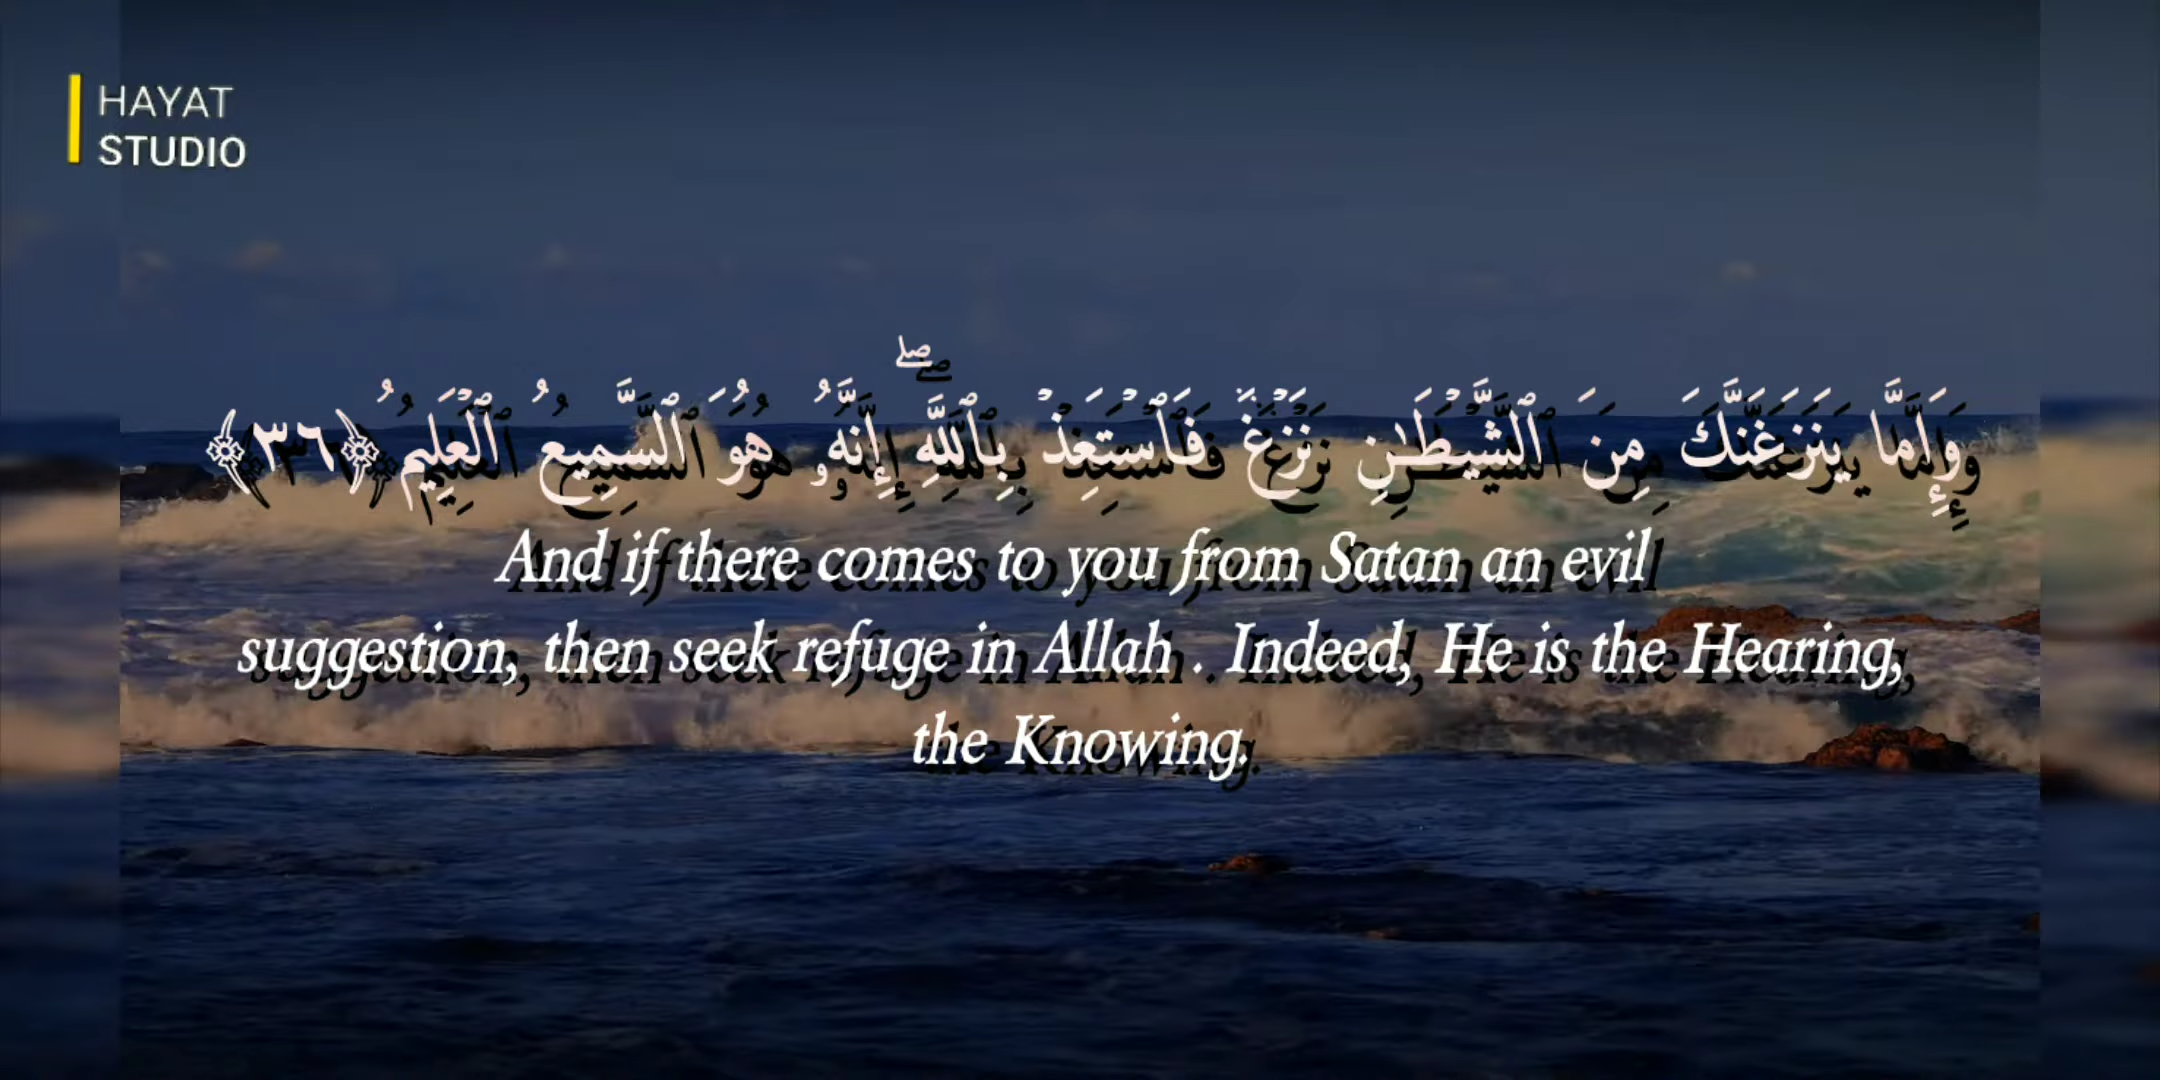 HAYAT
STUDIO
وَإِمَّا يَنزَغَنَّكَ مِنَ ٱلشَّيْطَـٰنِ نَزْغٌ فَٱسْتَعِذْ بِٱللَّهِ ۖ إِنَّهُۥ هُوَ ٱلسَّمِيعُ ٱلْعَلِيمُ ﴿٣٦﴾
And if there comes to you from Satan an evil
suggestion, then seek refuge in Allah . Indeed, He is the Hearing,
the Knowing.